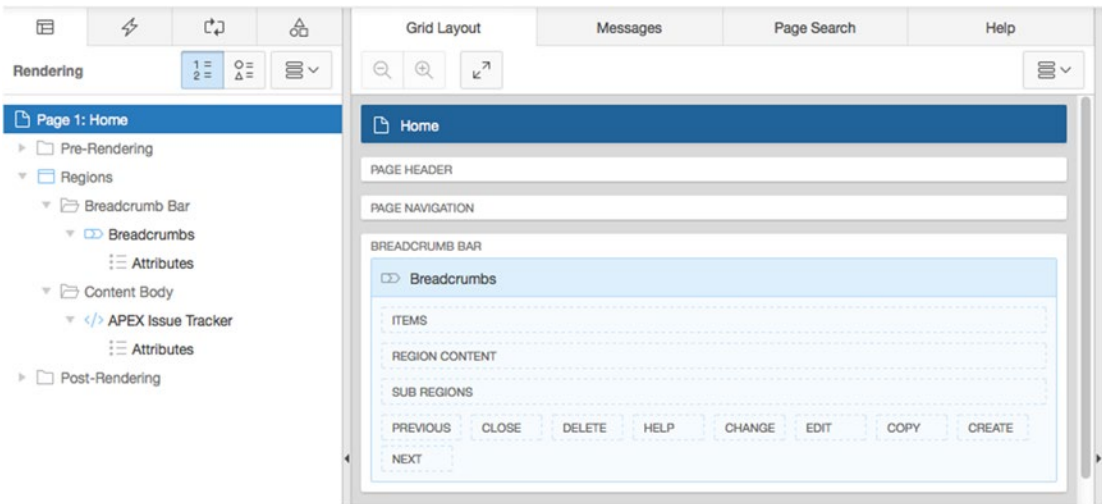 Rendering
1 =
2 =
Page 1: Home
Pre-Rendering
Regions
Breadcrumb Bar
Breadcrumbs
Attributes
Content Body
</> APEX Issue Tracker
Attributes
Post-Rendering
Grid Layout Messages Page Search Help
Home
PAGE HEADER
PAGE NAVIGATION
BREADCRUMB BAR
Breadcrumbs
ITEMS
REGION CONTENT
SUB REGIONS
PREVIOUS CLOSE DELETE HELP CHANGE EDIT COPY CREATE
NEXT